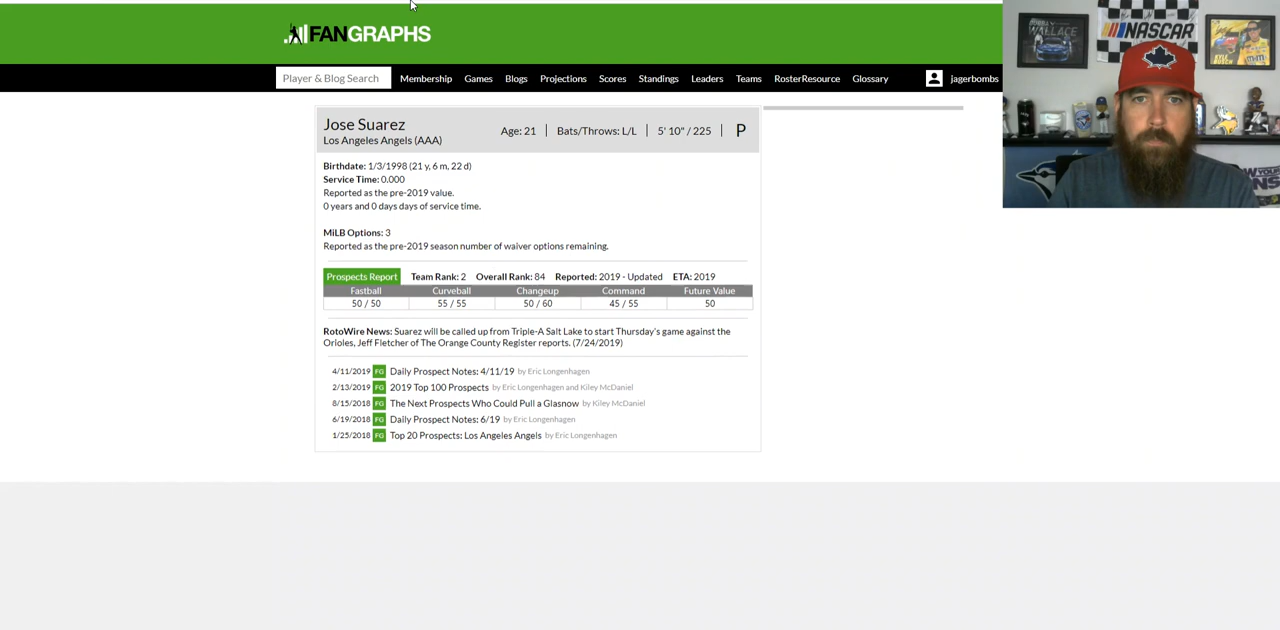 FANGRAPHS
Player & Blog Search Membership Games Blogs Projections Scores Standings Leaders Teams RosterResource Glossary jagerbombs
Jose Suarez
Los Angeles Angels (AAA)
Age: 21 Bats/Throws: L/L 5' 10" / 225 P
Birthdate: 1/3/1998 (21 y, 6 m, 22 d)
Service Time: 0.000
Reported as the pre-2019 value.
0 years and 0 days days of service time.
MiLB Options: 3
Reported as the pre-2019 season number of waiver options remaining.
Prospects Report Team Rank: 2 Overall Rank: 84 Reported: 2019 - Updated ETA: 2019
Fastball Curveball Changeup Command Future Value
50 / 50 55 / 55 50 / 60 45 / 55 50
RotoWire News: Suarez will be called up from Triple-A Salt Lake to start Thursday's game against the
Orioles, Jeff Fletcher of The Orange County Register reports. (7/24/2019)
4/11/2019 FG Daily Prospect Notes: 4/11/19 by Eric Longenhagen
2/13/2019 FG 2019 Top 100 Prospects by Eric Longenhagen and Kiley McDaniel
8/15/2018 FG The Next Prospects Who Could Pull a Glasnow by Kiley McDaniel
6/19/2018 FG Daily Prospect Notes: 6/19 by Eric Longenhagen
1/25/2018 FG Top 20 Prospects: Los Angeles Angels by Eric Longenhagen
WALLACE
NASCAR